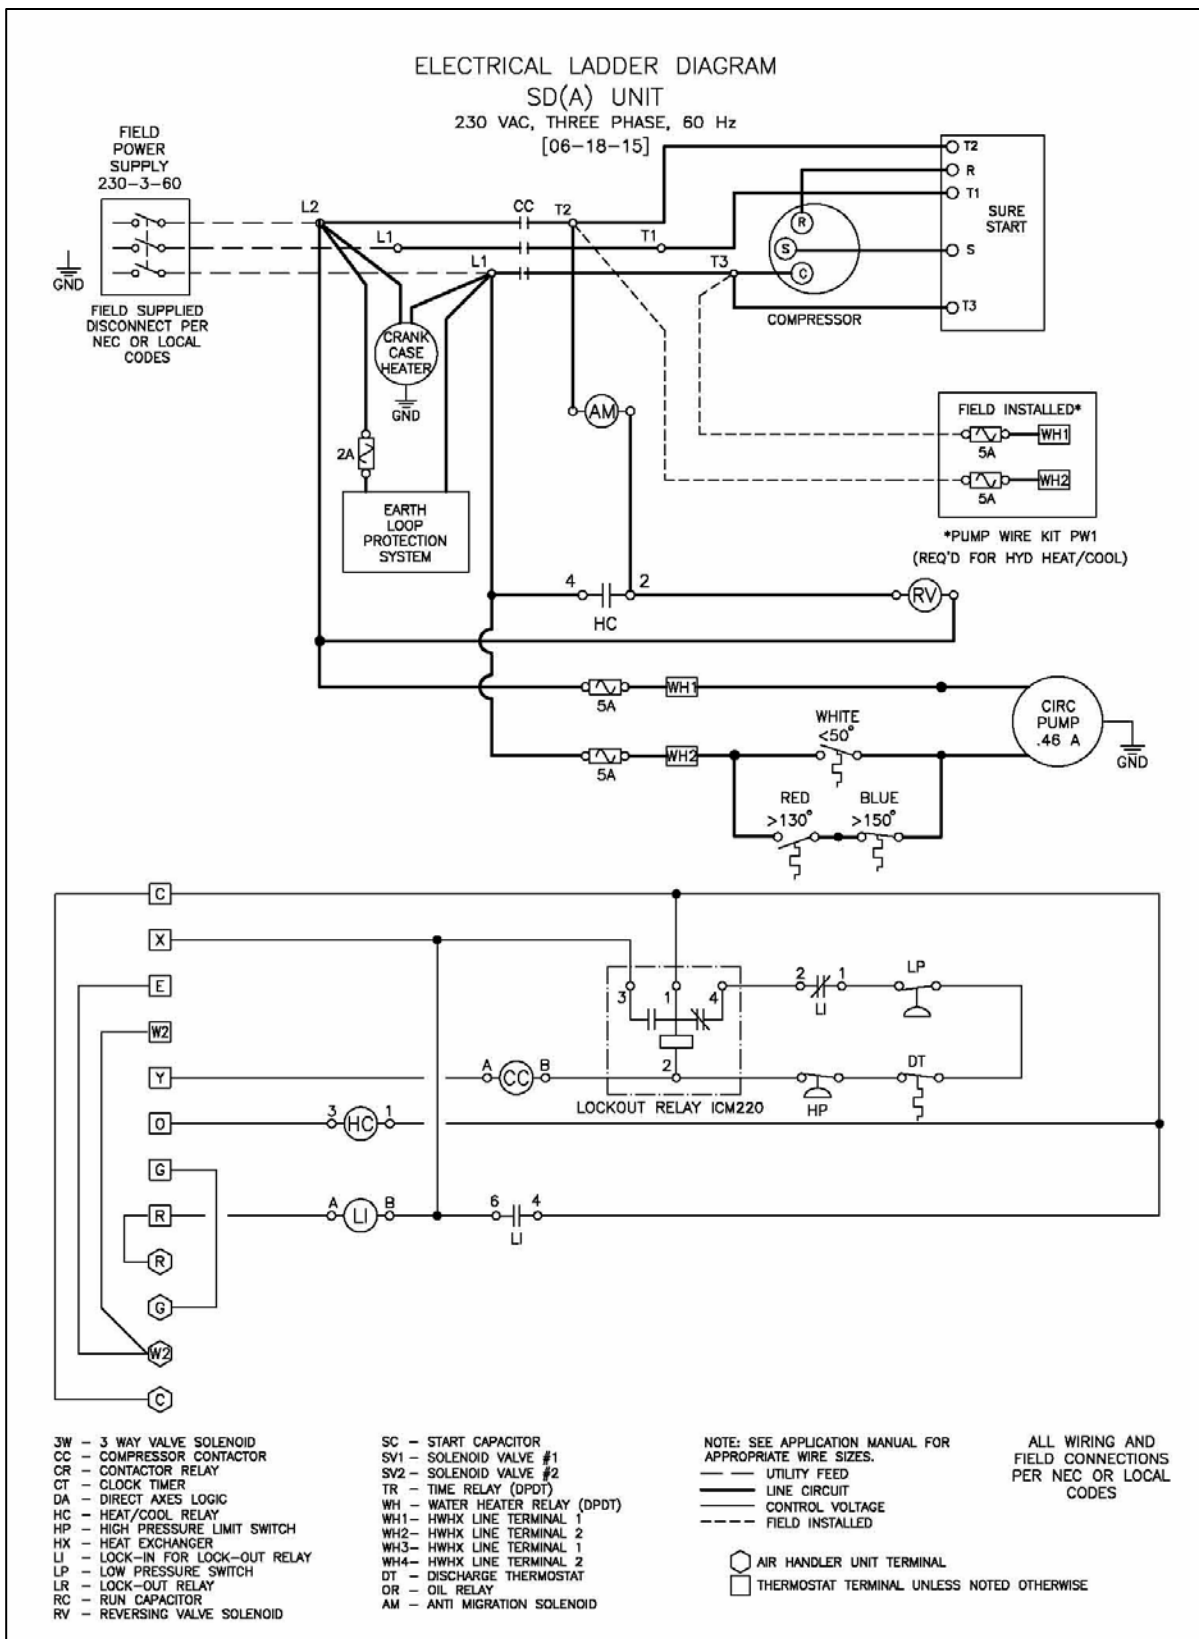 ELECTRICAL LADDER DIAGRAM
SD(A) UNIT
230 VAC, THREE PHASE, 60 Hz
[06-18-15]
FIELD
POWER
SUPPLY
230-3-60
GND
FIELD SUPPLIED
DISCONNECT PER
NEC OR LOCAL
CODES
L2
L1
L1
CC
T2
T1
T3
R
S
C
COMPRESSOR
T2
R
T1
SURE
START
S
T3
CRANK
CASE
HEATER
GND
2A
EARTH
LOOP
PROTECTION
SYSTEM
AM
FIELD INSTALLED*
WH1
5A
WH2
5A
*PUMP WIRE KIT PW1
(REQ'D FOR HYD HEAT/COOL)
4
2
HC
RV
5A
WH1
5A
WH2
WHITE
<50°
RED
>130°
BLUE
>150°
CIRC
PUMP
.46 A
GND
C
X
E
W2
Y
O
G
R
R
G
W2
C
3
1
4
2
LOCKOUT RELAY ICM220
2
1
LI
LP
A
CC
B
HP
DT
3
HC
1
A
LI
B
6
4
LI
3W - 3 WAY VALVE SOLENOID
CC - COMPRESSOR CONTACTOR
CR - CONTACTOR RELAY
CT - CLOCK TIMER
DA - DIRECT AXES LOGIC
HC - HEAT/COOL RELAY
HP - HIGH PRESSURE LIMIT SWITCH
HX - HEAT EXCHANGER
LI - LOCK-IN FOR LOCK-OUT RELAY
LP - LOW PRESSURE SWITCH
LR - LOCK-OUT RELAY
RC - RUN CAPACITOR
RV - REVERSING VALVE SOLENOID
SC - START CAPACITOR
SV1 - SOLENOID VALVE #1
SV2 - SOLENOID VALVE #2
TR - TIME RELAY (DPDT)
WH - WATER HEATER RELAY (DPDT)
WH1- HWHX LINE TERMINAL 1
WH2- HWHX LINE TERMINAL 2
WH3- HWHX LINE TERMINAL 1
WH4- HWHX LINE TERMINAL 2
DT - DISCHARGE THERMOSTAT
OR - OIL RELAY
AM - ANTI MIGRATION SOLENOID
NOTE: SEE APPLICATION MANUAL FOR
APPROPRIATE WIRE SIZES.
UTILITY FEED
LINE CIRCUIT
CONTROL VOLTAGE
FIELD INSTALLED
AIR HANDLER UNIT TERMINAL
THERMOSTAT TERMINAL UNLESS NOTED OTHERWISE
ALL WIRING AND
FIELD CONNECTIONS
PER NEC OR LOCAL
CODES